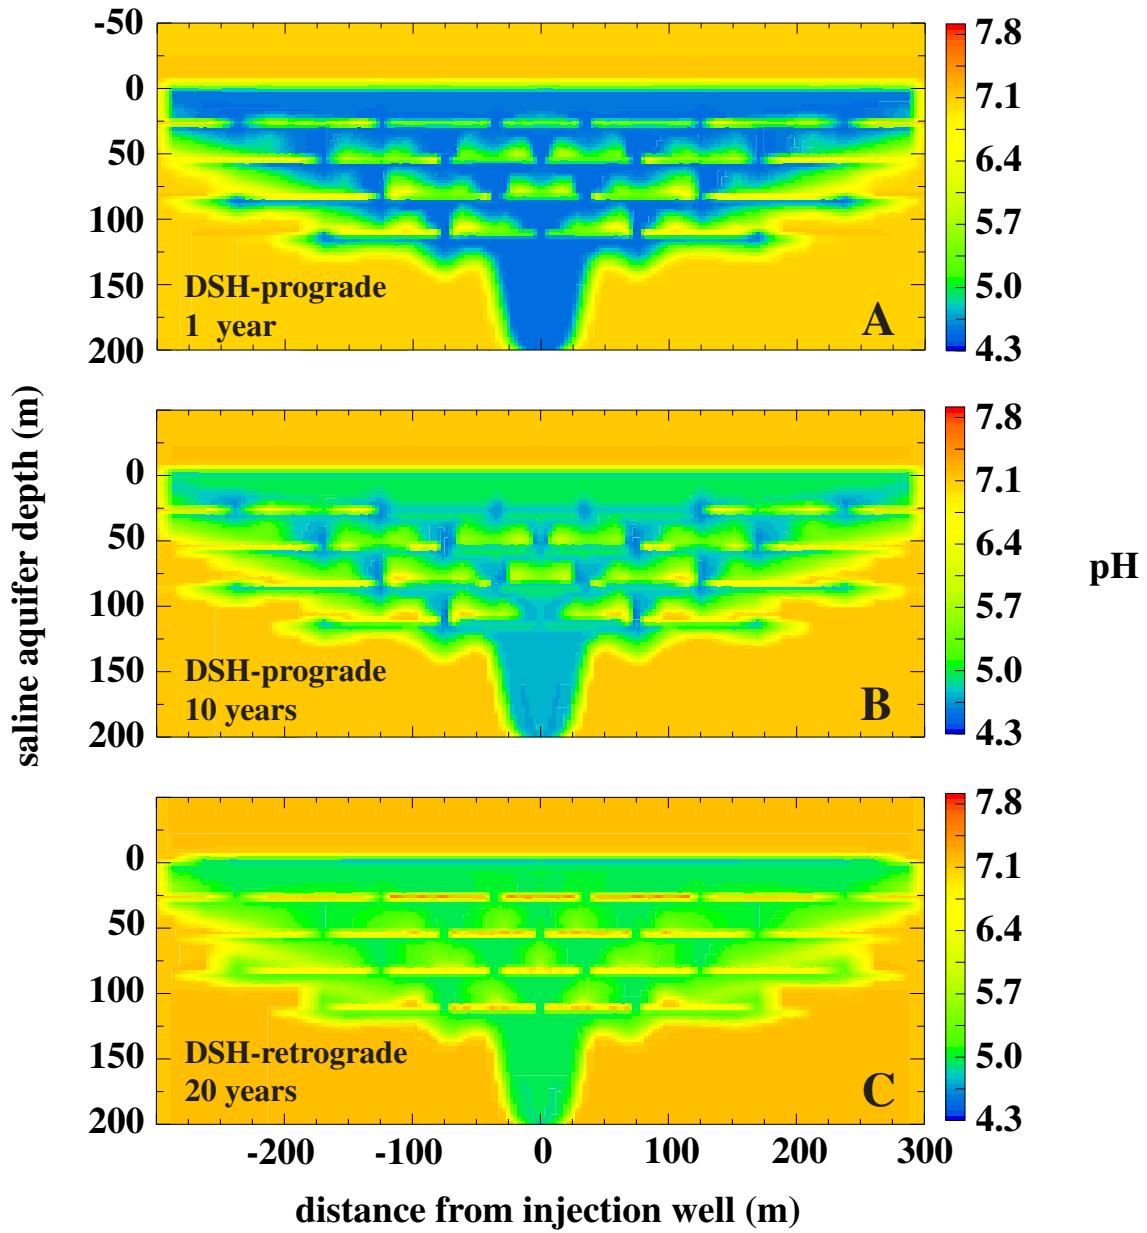 -50
0
50
100
150
200
DSH-prograde
1 year
A
7.8
7.1
6.4
5.7
5.0
4.3
0
50
100
150
200
DSH-prograde
10 years
B
7.8
7.1
6.4
5.7
5.0
4.3
0
50
100
150
200
DSH-retrograde
20 years
C
7.8
7.1
6.4
5.7
5.0
4.3
-200 -100 0 100 200 300
distance from injection well (m)
saline aquifer depth (m)
pH